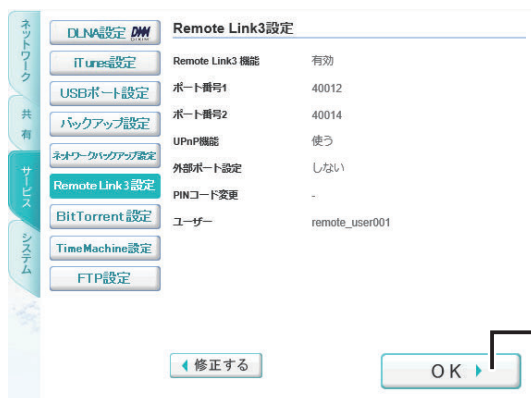 ネットワーク
共有
サービス
システム
DLNA設定
iTunes設定
USBポート設定
バックアップ設定
ネットワークバックアップ設定
Remote Link3設定
BitTorrent設定
TimeMachine設定
FTP設定
Remote Link3設定
Remote Link3 機能 有効
ポート番号1 40012
ポート番号2 40014
UPnP機能 使う
外部ポート設定 しない
PINコード変更 -
ユーザー remote_user001
修正する
OK